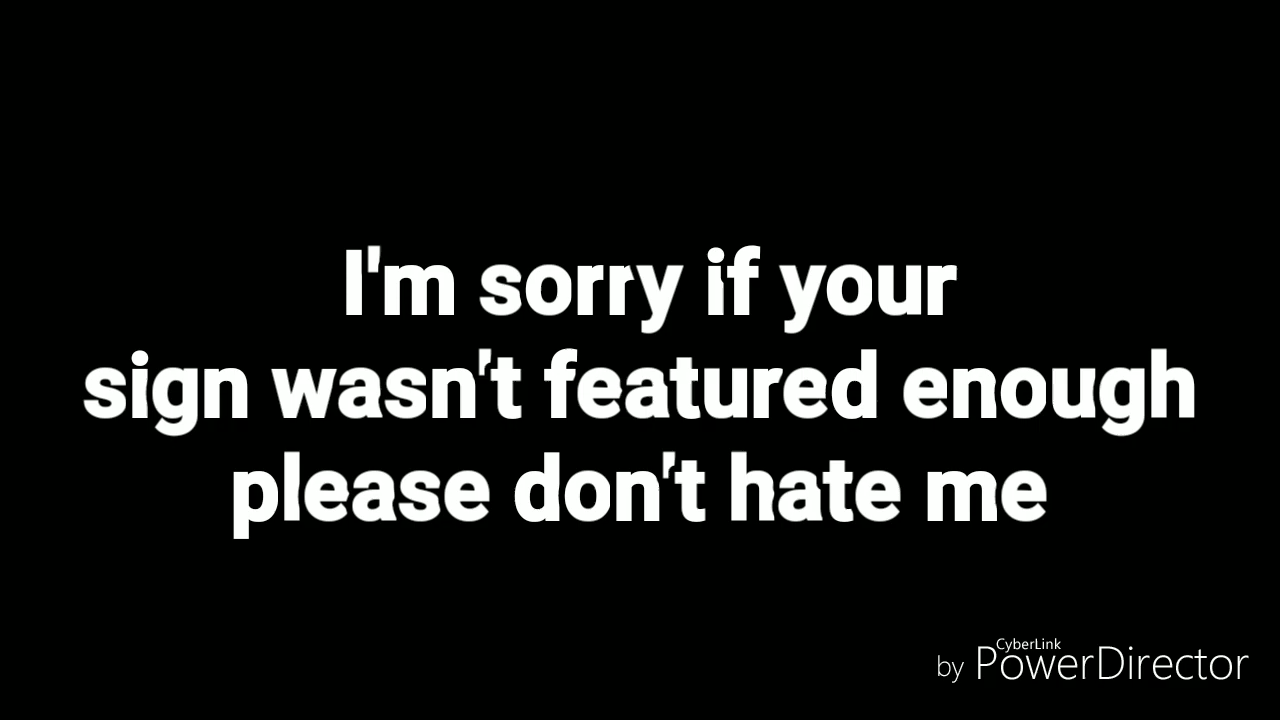 I'm sorry if your
sign wasn't featured enough
please don't hate me
CyberLink
by PowerDirector